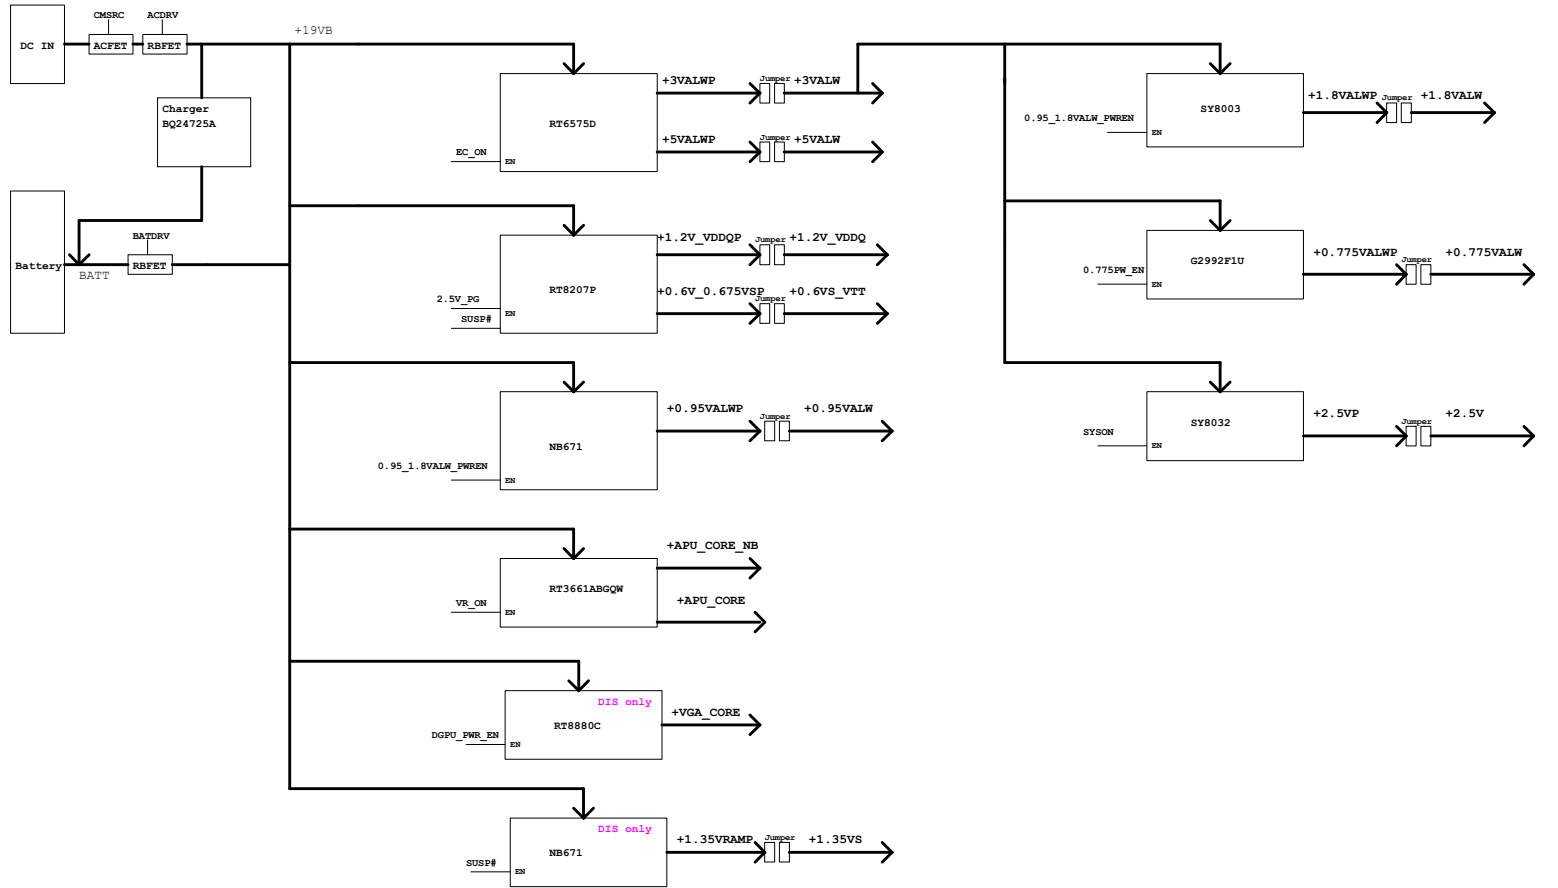 CMSRC
ACDRV
+19VB
DC IN
ACFET
RBFET
Charger
BQ24725A
Battery
BATT
BATDRV
RBFET
RT6575D
EC_ON
EN
+3VALWP
Jumper
+3VALW
+5VALWP
Jumper
+5VALW
RT8207P
2.5V_PG
SUSP#
EN
+1.2V_VDDQP
Jumper
+1.2V_VDDQ
+0.6V_0.675VSP
Jumper
+0.6VS_VTT
NB671
0.95_1.8VALW_PWREN
EN
+0.95VALWP
Jumper
+0.95VALW
RT3661ABGQW
VR_ON
EN
+APU_CORE_NB
+APU_CORE
DIS only
RT8880C
DGPU_PWR_EN
EN
+VGA_CORE
DIS only
NB671
SUSP#
EN
+1.35VRAMP
Jumper
+1.35VS
SY8003
0.95_1.8VALW_PWREN
EN
+1.8VALWP
Jumper
+1.8VALW
G2992F1U
0.775PW_EN
EN
+0.775VALWP
Jumper
+0.775VALW
SY8032
SYSON
EN
+2.5VP
Jumper
+2.5V